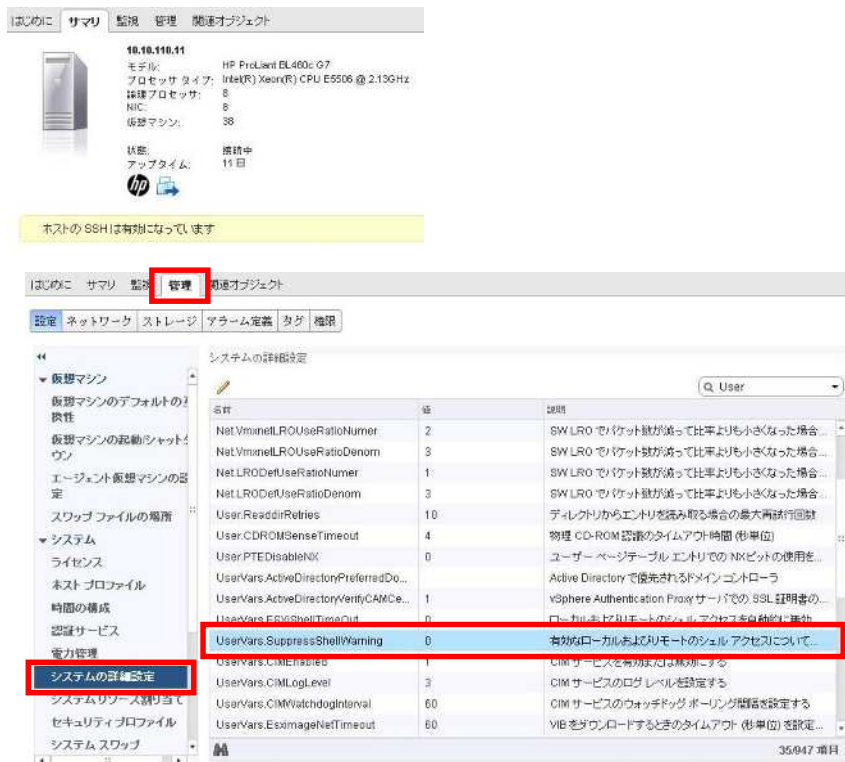 はじめに サマリ 監視 管理 関連オブジェクト
10.10.110.11
モデル: HP ProLiant BL460c G7
プロセッサ タイプ: Intel(R) Xeon(R) CPU E5506 @ 2.13GHz
論理プロセッサ: 8
NIC: 8
仮想マシン: 38
状態: 接続中
アップタイム: 11 日
hp
ホストの SSH は有効になっています
はじめに サマリ 監視 管理 関連オブジェクト
設定 ネットワーク ストレージ アラーム定義 タグ 権限
システムの詳細設定
仮想マシン
仮想マシンのデフォルトの互
換性
仮想マシンの起動/シャットダ
ウン
エージェント仮想マシンの設
定
スワップ ファイルの場所
システム
ライセンス
ホスト プロファイル
時間の構成
認証サービス
電力管理
システムの詳細設定
システムリソース割り当て
セキュリティ プロファイル
システム スワップ
User
名前 値 説明
Net.VmxnetLROUseRatioNumer 2 SW LRO でパケット数が減って比率よりも小さくなった場合...
Net.VmxnetLROUseRatioDenom 3 SW LRO でパケット数が減って比率よりも小さくなった場合...
Net.LRODefUseRatioNumer 1 SW LRO でパケット数が減って比率よりも小さくなった場合...
Net.LRODefUseRatioDenom 3 SW LRO でパケット数が減って比率よりも小さくなった場合...
User.ReaddirRetries 10 ディレクトリからエントリを読み取る場合の最大再試行回数
User.CDROMSenseTimeout 4 物理 CD-ROM 認識のタイムアウト時間 (秒単位)
User.PTEDisableNX 0 ユーザー ページテーブル エントリでの NXビットの使用を...
UserVars.ActiveDirectoryPreferredDo... Active Directory で優先されるドメイン コントローラ
UserVars.ActiveDirectoryVerifyCAMCe... 1 vSphere Authentication Proxy サーバでの SSL 証明書の...
UserVars.ESXiShellTimeOut 0 ローカルおよびリモートのシェル アクセスを自動的に無効...
UserVars.SuppressShellWarning 0 有効なローカルおよびリモートのシェル アクセスについて...
UserVars.CIMEnabled 1 CIM サービスを有効または無効にする
UserVars.CIMLogLevel 3 CIM サービスのログ レベルを設定する
UserVars.CIMWatchdogInterval 60 CIM サービスのウォッチドッグ ポーリング間隔を設定する
UserVars.EsximageNetTimeout 60 VIB をダウンロードするときのタイムアウト (秒単位) を設定...
35/947 項目